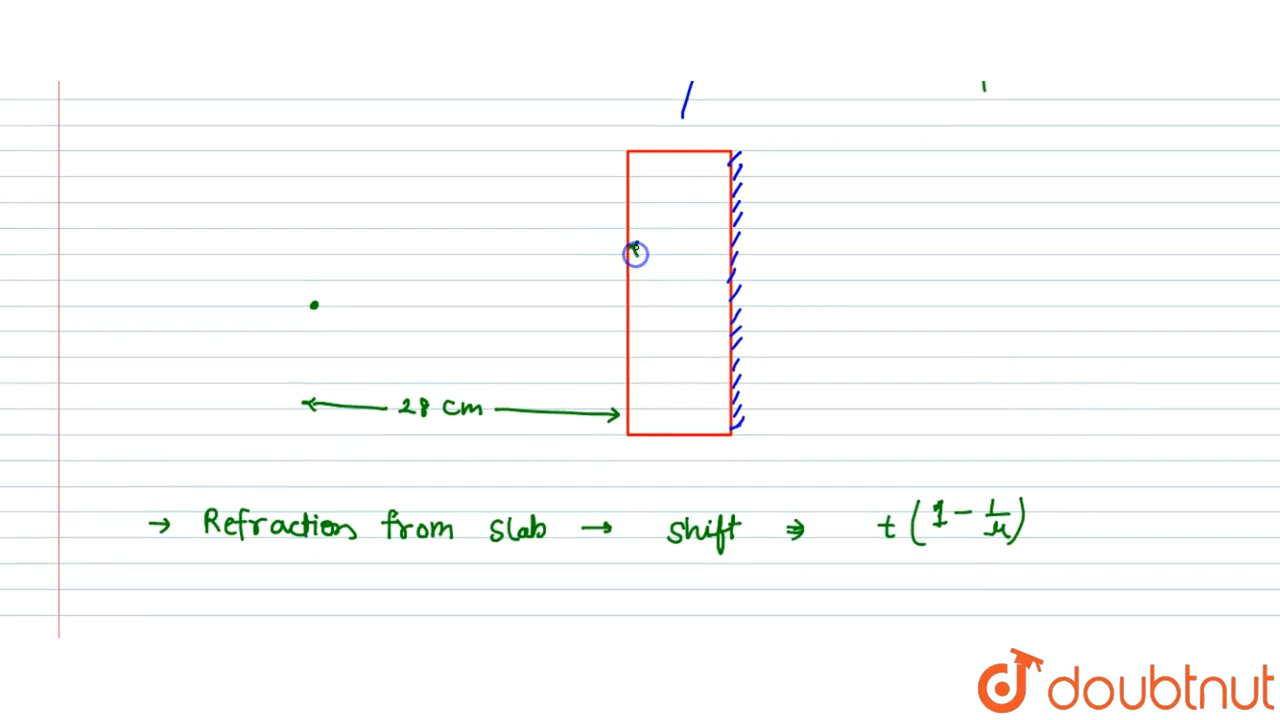 28 cm
→ Refraction from slab → shift ⇒ t(1 - 1/μ)
doubtnut